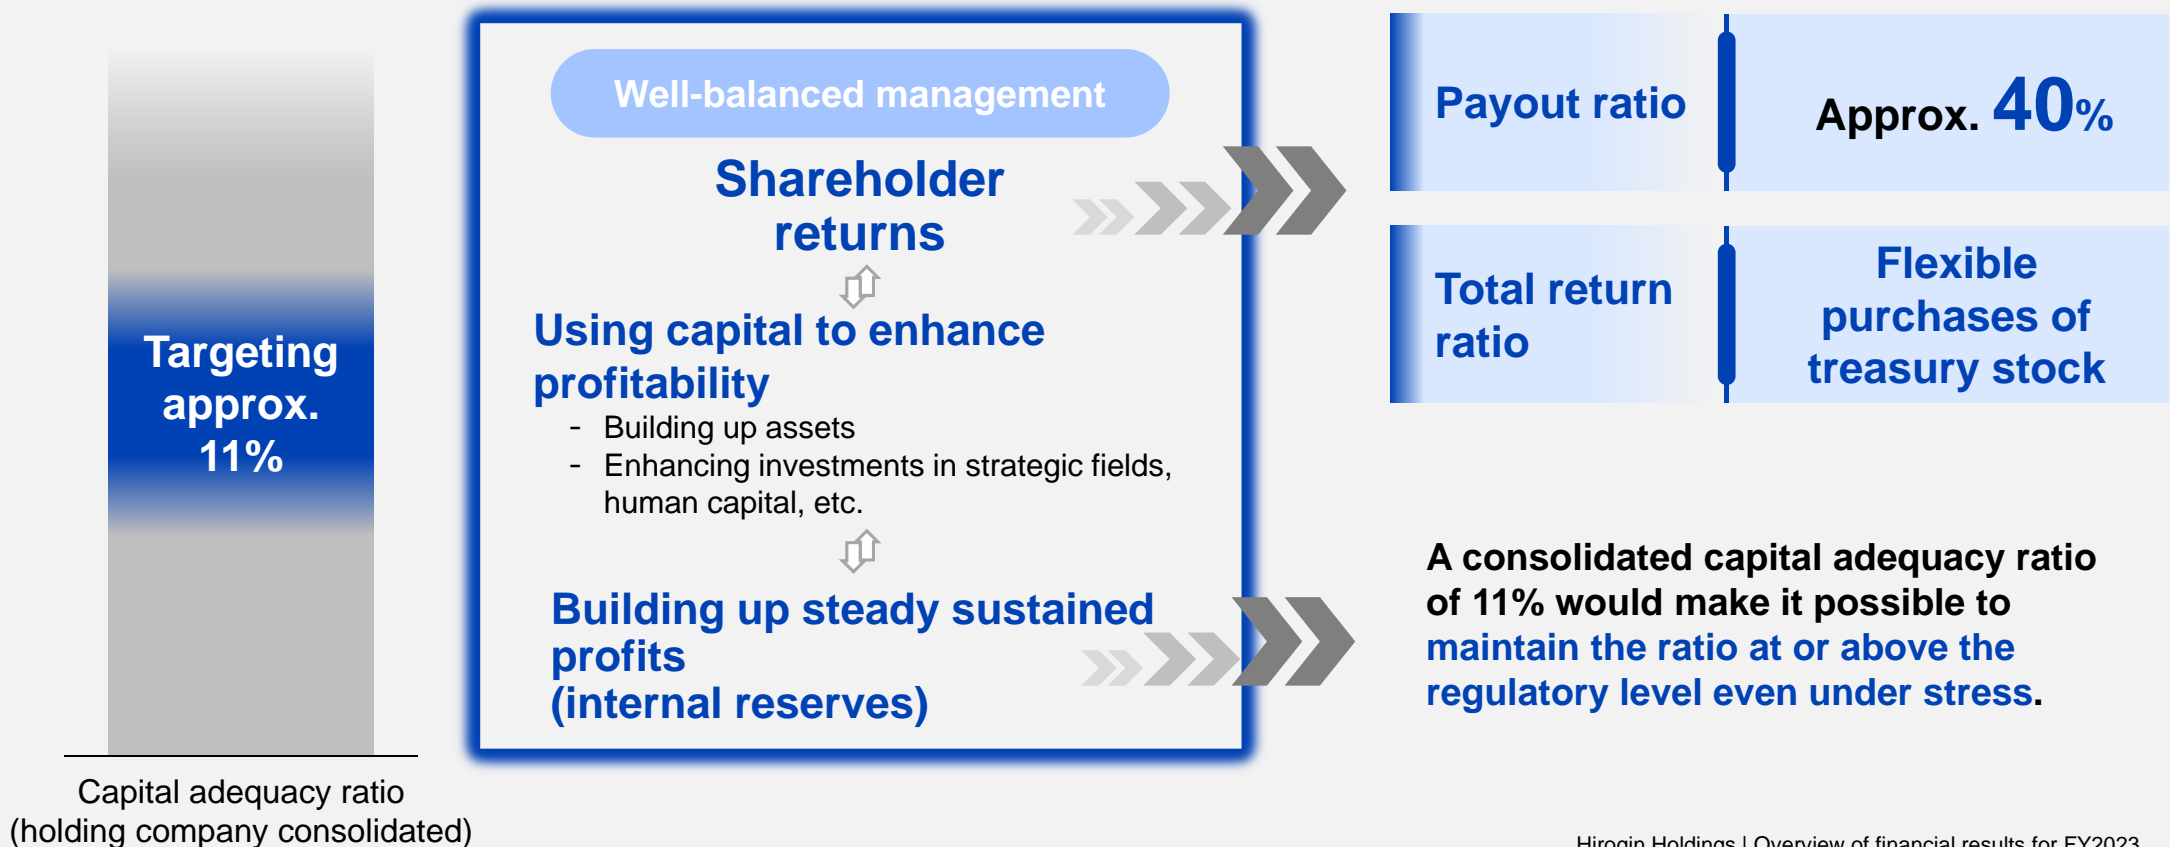 Targeting
approx.
11%
Capital adequacy ratio
(holding company consolidated)
Well-balanced management
Shareholder
returns
Using capital to enhance
profitability
- Building up assets
- Enhancing investments in strategic fields,
human capital, etc.
Building up steady sustained
profits
(internal reserves)
Payout ratio
Approx. 40%
Total return
ratio
Flexible
purchases of
treasury stock
A consolidated capital adequacy ratio
of 11% would make it possible to
maintain the ratio at or above the
regulatory level even under stress.
Hirogin Holdings | Overview of financial results for FY2023